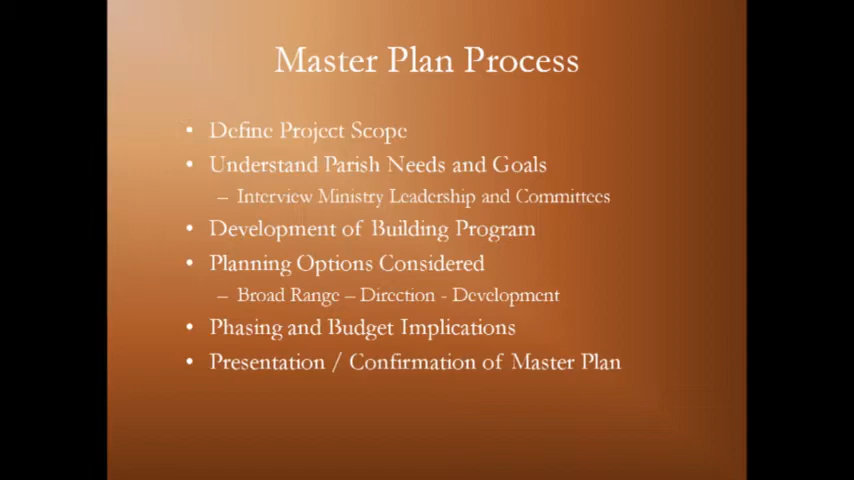 Master Plan Process
• Define Project Scope
• Understand Parish Needs and Goals
– Interview Ministry Leadership and Committees
• Development of Building Program
• Planning Options Considered
– Broad Range – Direction - Development
• Phasing and Budget Implications
• Presentation / Confirmation of Master Plan